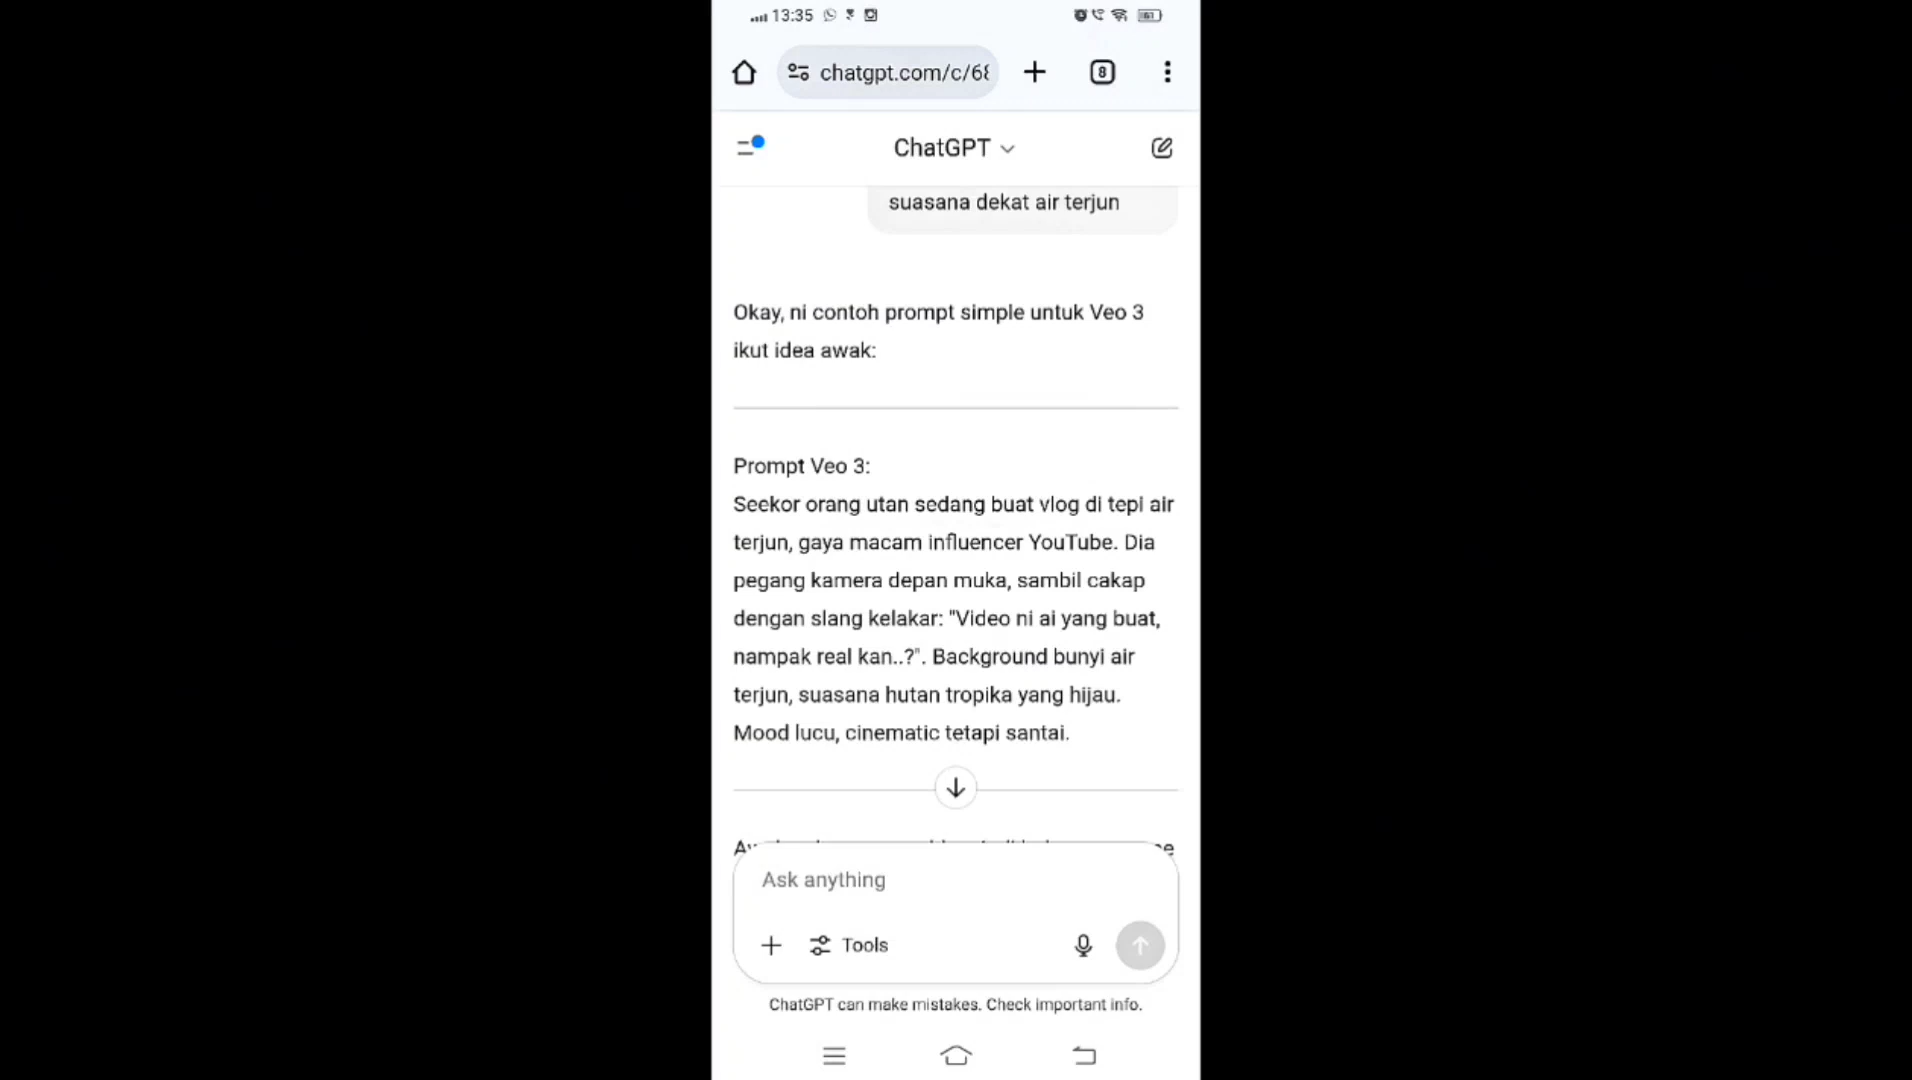 13:35
61
chatgpt.com/c/68
8
ChatGPT
suasana dekat air terjun
Okay, ni contoh prompt simple untuk Veo 3
ikut idea awak:
Prompt Veo 3:
Seekor orang utan sedang buat vlog di tepi air
terjun, gaya macam influencer YouTube. Dia
pegang kamera depan muka, sambil cakap
dengan slang kelakar: "Video ni ai yang buat,
nampak real kan..?". Background bunyi air
terjun, suasana hutan tropika yang hijau.
Mood lucu, cinematic tetapi santai.
Ask anything
Tools
ChatGPT can make mistakes. Check important info.